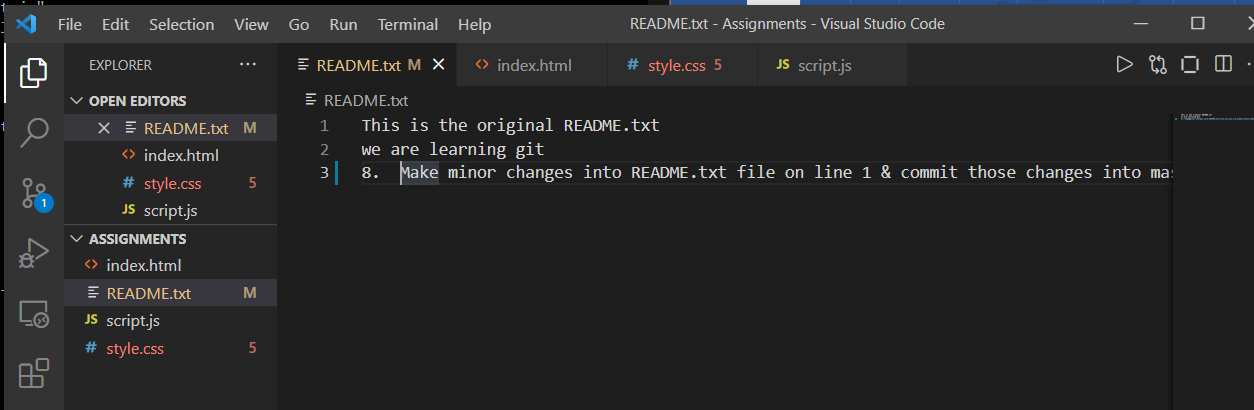 File Edit Selection View Go Run Terminal Help README.txt - Assignments - Visual Studio Code
EXPLORER ···
README.txt M index.html style.css 5 JS script.js
OPEN EDITORS
README.txt M
index.html
# style.css 5
JS script.js
ASSIGNMENTS
index.html
README.txt M
JS script.js
# style.css 5
1
README.txt
1 This is the original README.txt
2 we are learning git
3 8. Make minor changes into README.txt file on line 1 & commit those changes into mas